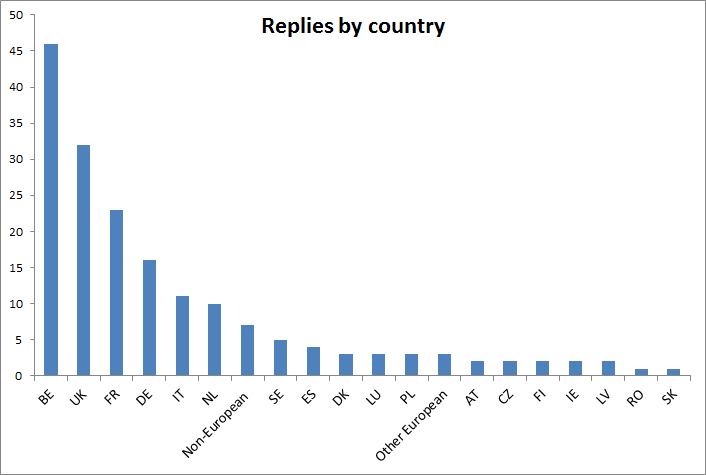 Replies by country
50
45
40
35
30
25
20
15
10
5
0
BE
UK
FR
DE
IT
NL
Non-European
SE
ES
DK
LU
PL
Other European
AT
CZ
FI
IE
LV
RO
SK